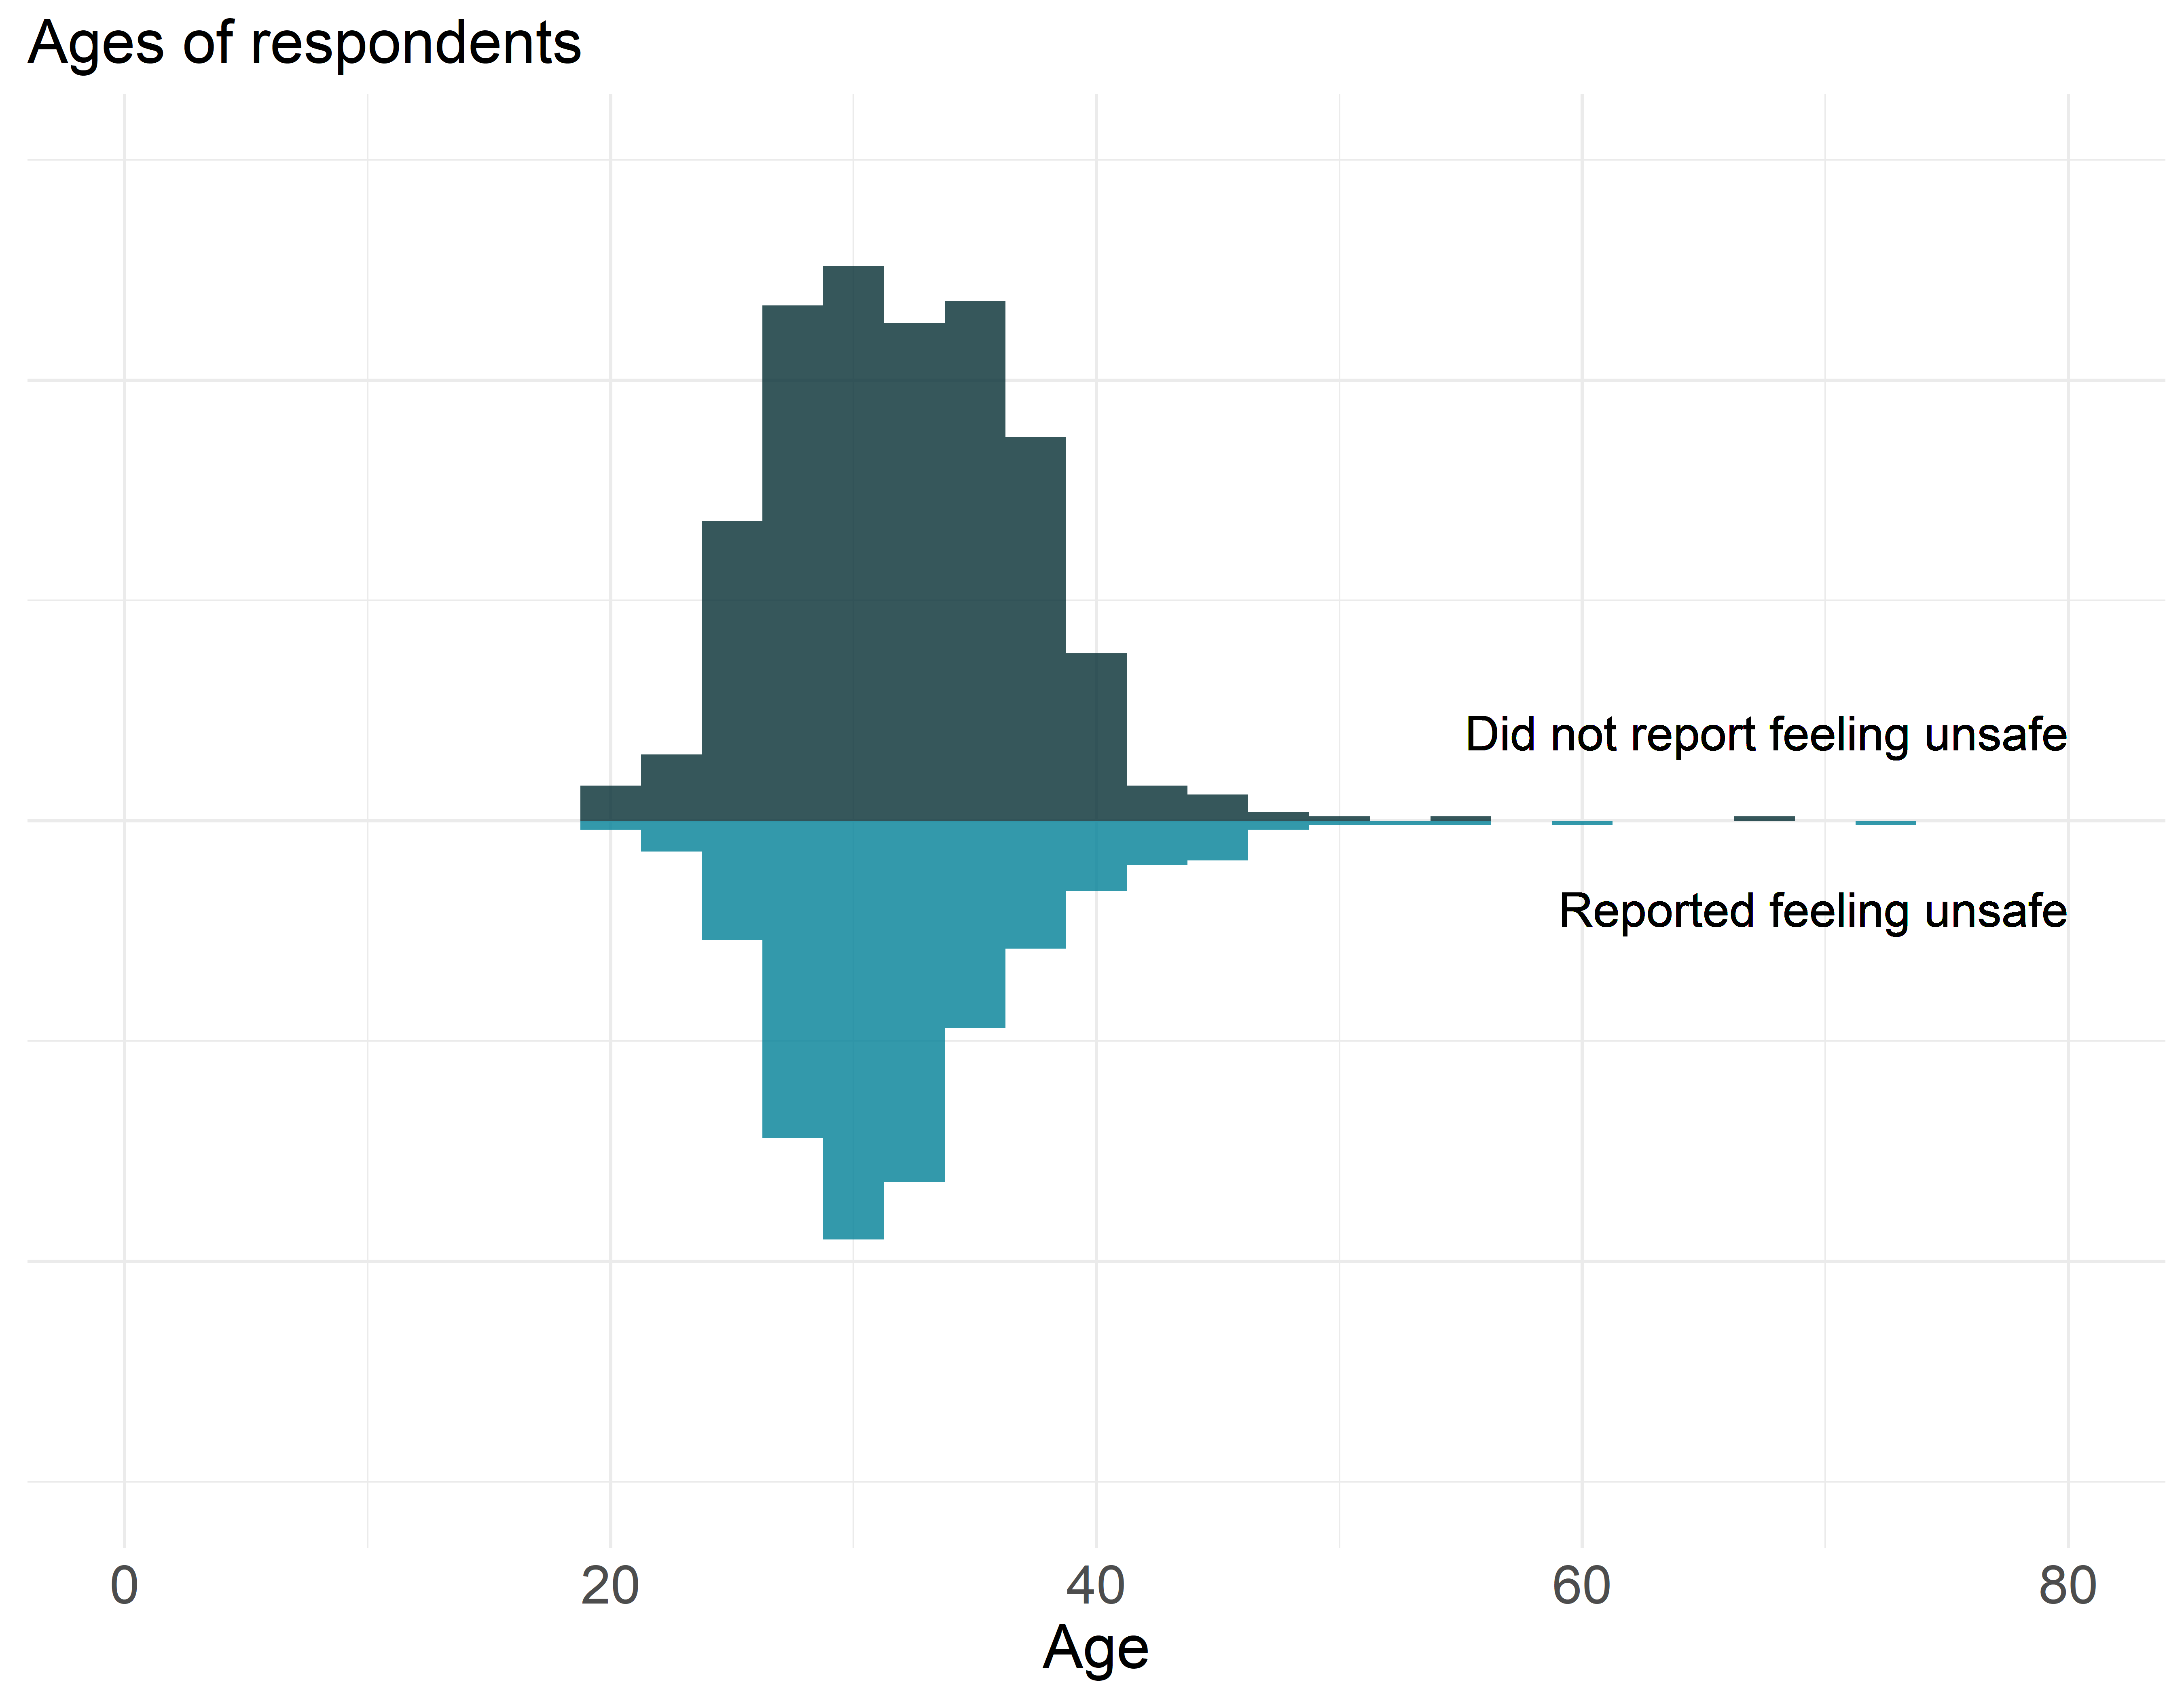 Ages of respondents
Did not report feeling unsafe
Reported feeling unsafe
0 20 40 60 80
Age